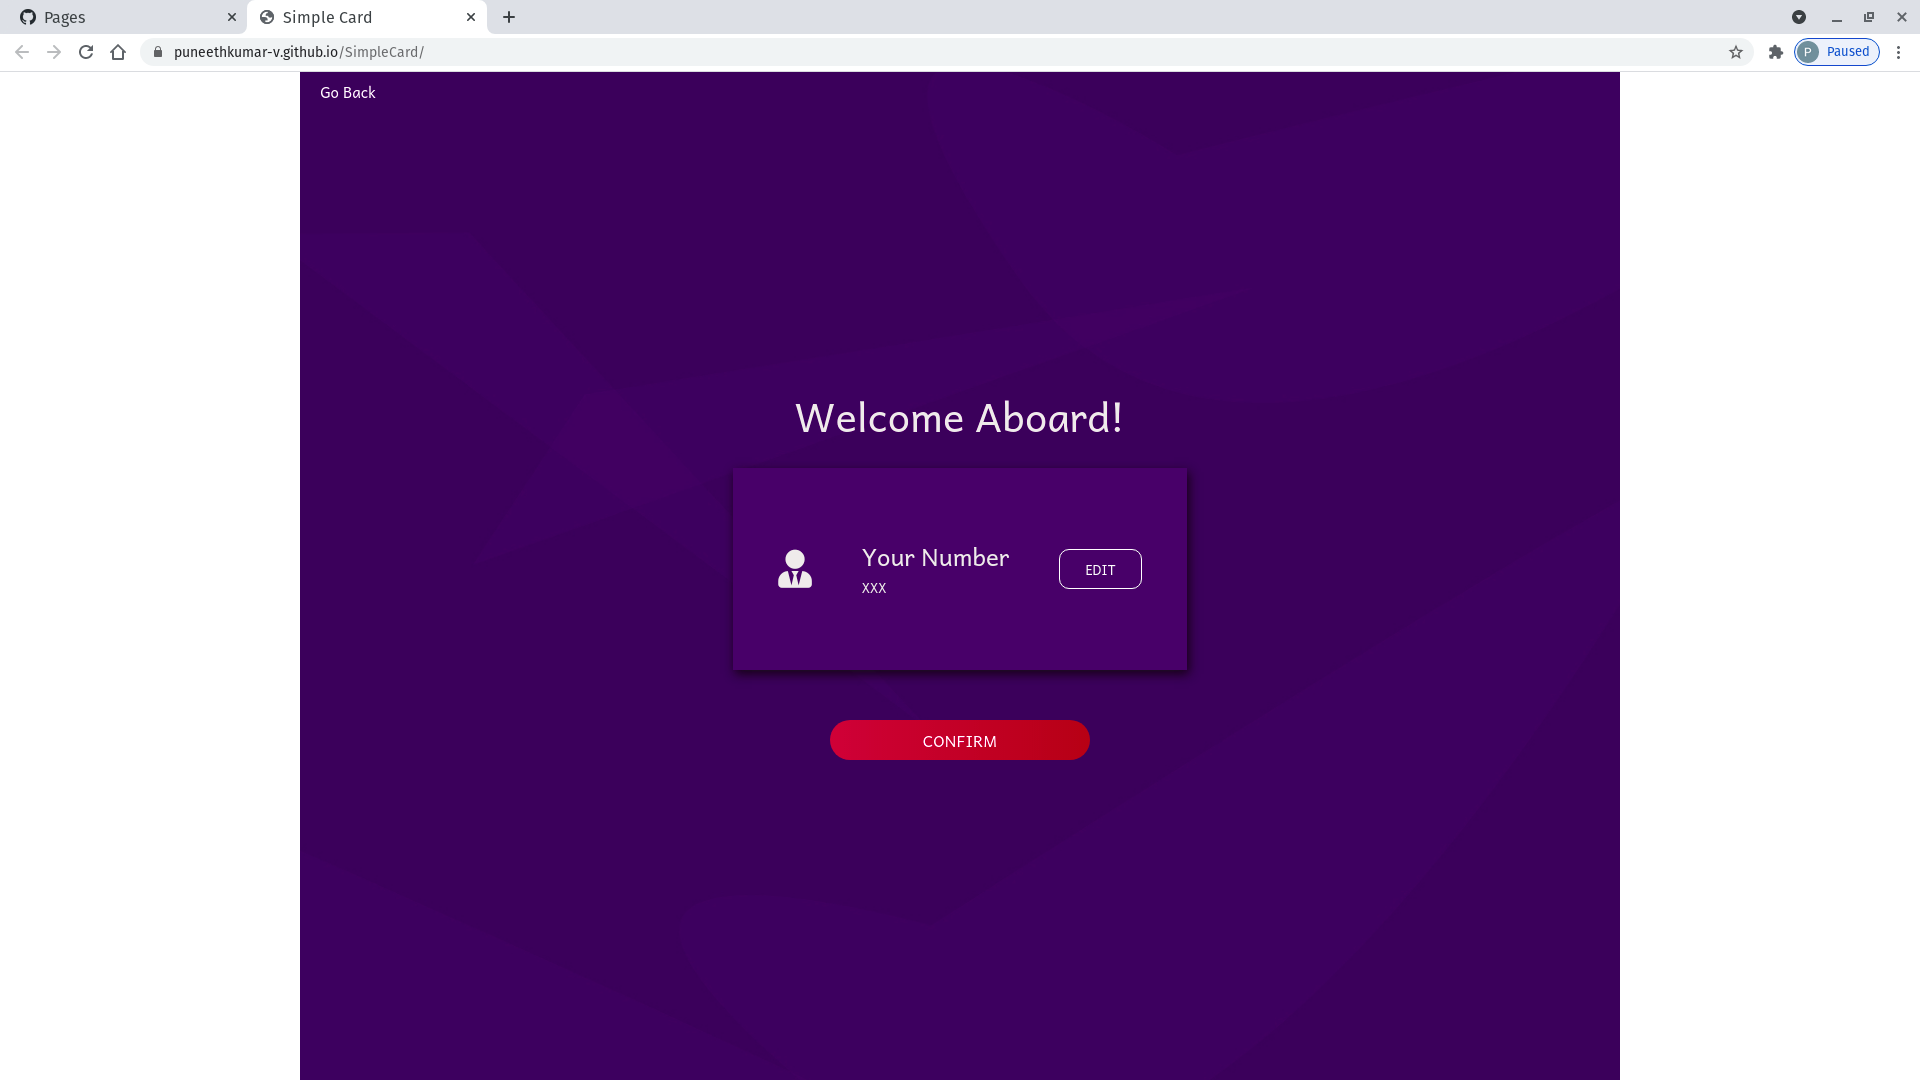 Pages
Simple Card
puneethkumar-v.github.io/SimpleCard/
P Paused
Go Back
Welcome Aboard!
Your Number
XXX
EDIT
CONFIRM